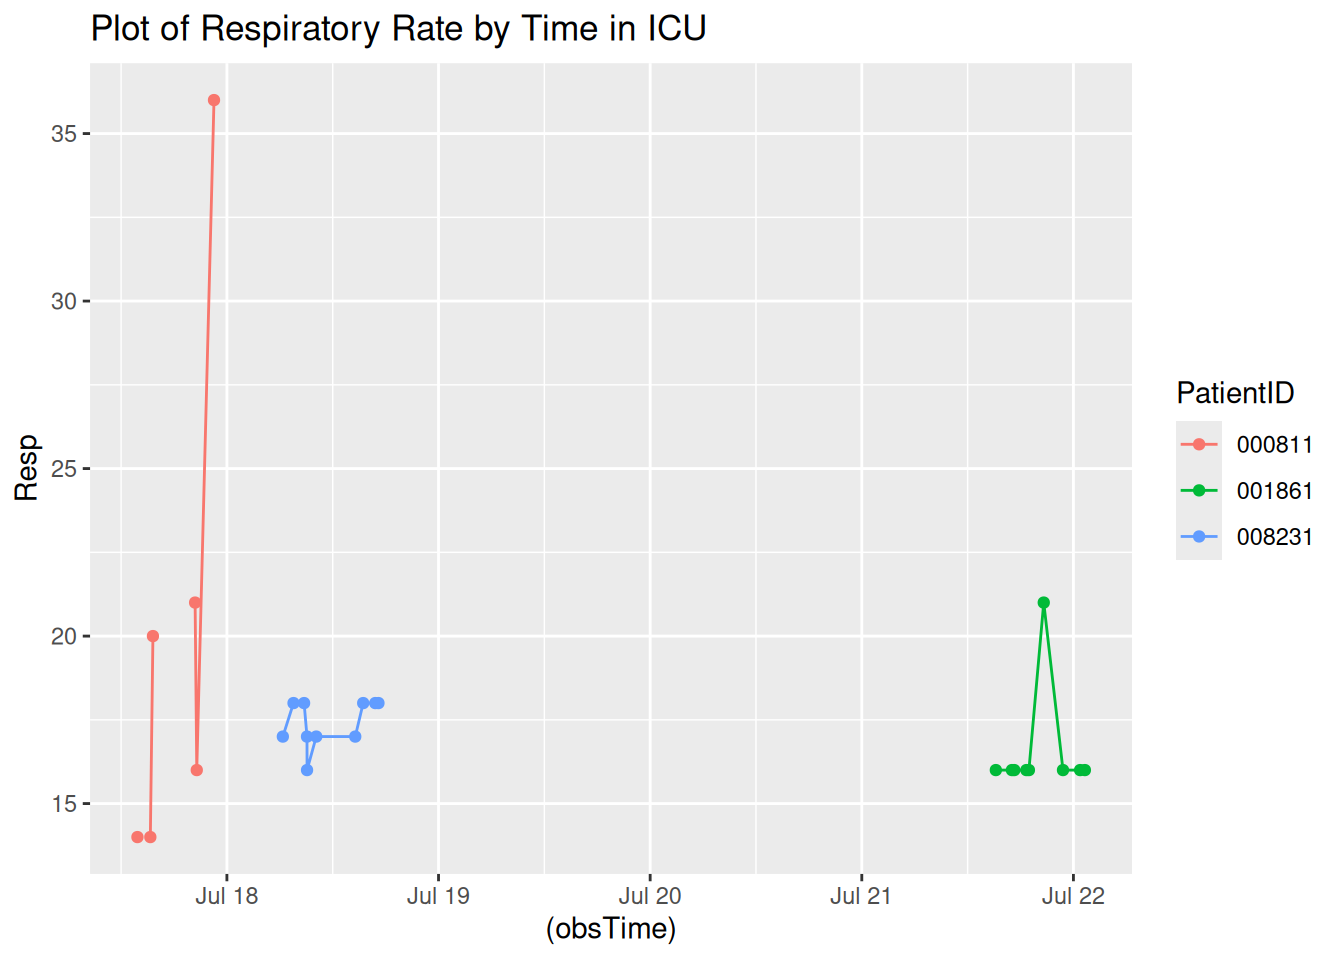 Plot of Respiratory Rate by Time in ICU
35
30
25
20
15
Resp
Jul 18
Jul 19
Jul 20
Jul 21
Jul 22
(obsTime)
PatientID
000811
001861
008231